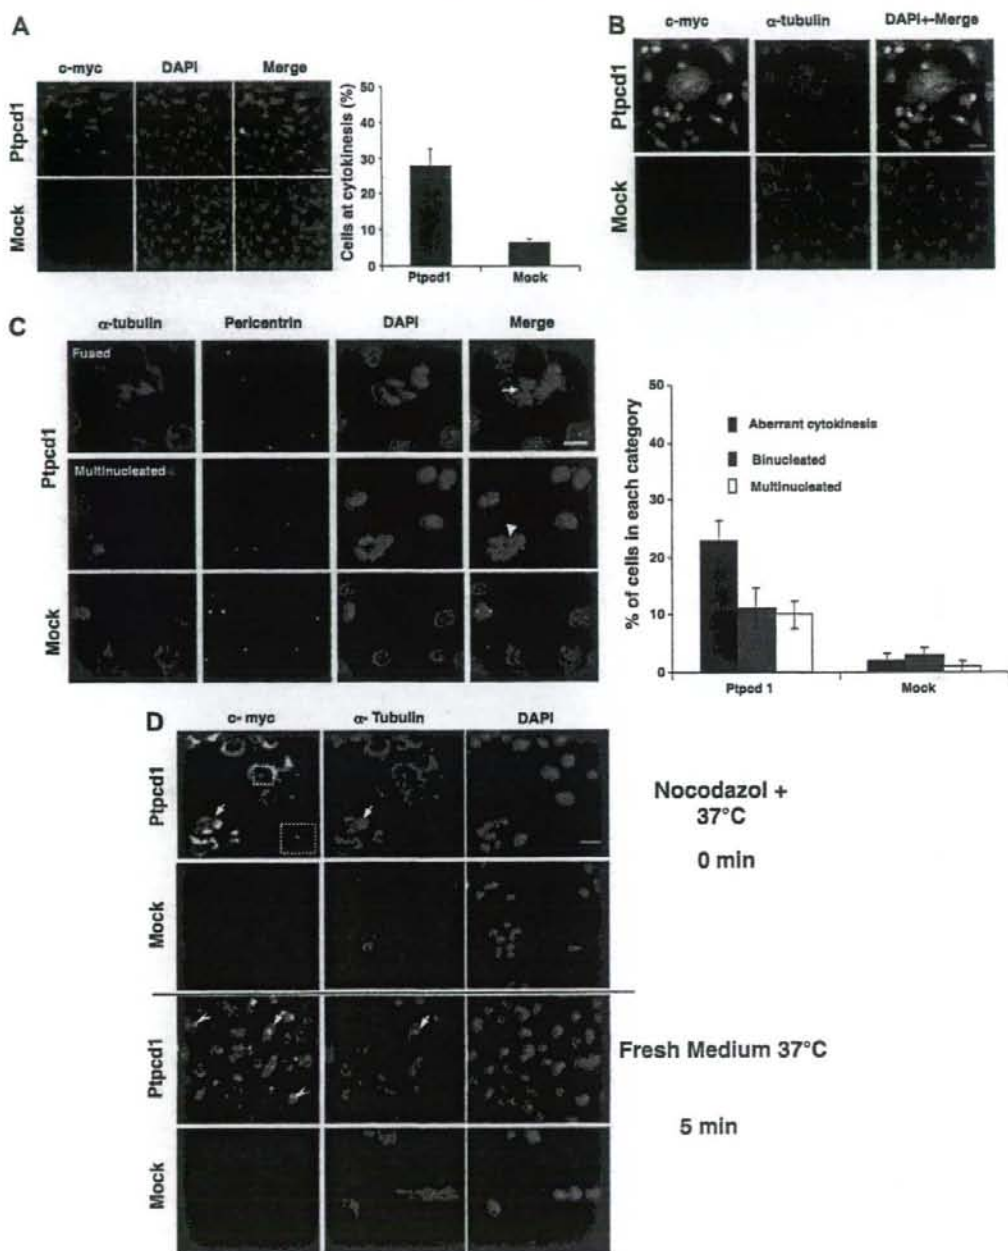 A
c-myc DAPI Merge
Ptpcd1
Mock
Cells at cytokinesis (%)
50
40
30
20
10
0
Ptpcd1 Mock
B
c-myc α-tubulin DAPI+-Merge
Ptpcd1
Mock
C
α-tubulin Pericentrin DAPI Merge
Ptpcd1
Fused
Multinucleated
Mock
% of cells in each category
50
40
30
20
10
0
Aberrant cytokinesis
Binucleated
Multinucleated
Ptpcd 1 Mock
D
c- myc α- Tubulin DAPI
Ptpcd1
Mock
Nocodazol +
37°C
0 min
Ptpcd1
Mock
Fresh Medium 37°C
5 min